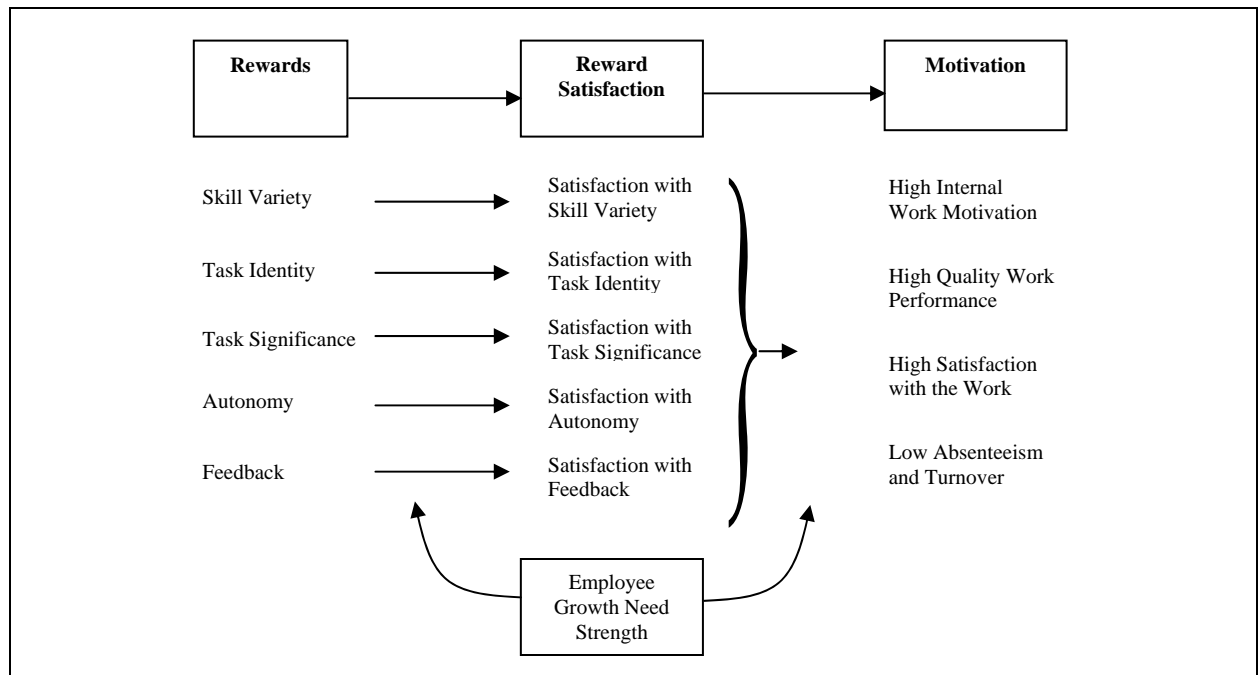 Rewards
Reward
Satisfaction
Motivation
Skill Variety
Satisfaction with
Skill Variety
High Internal
Work Motivation
Task Identity
Satisfaction with
Task Identity
High Quality Work
Performance
Task Significance
Satisfaction with
Task Significance
High Satisfaction
with the Work
Autonomy
Satisfaction with
Autonomy
Feedback
Satisfaction with
Feedback
Low Absenteeism
and Turnover
Employee
Growth Need
Strength